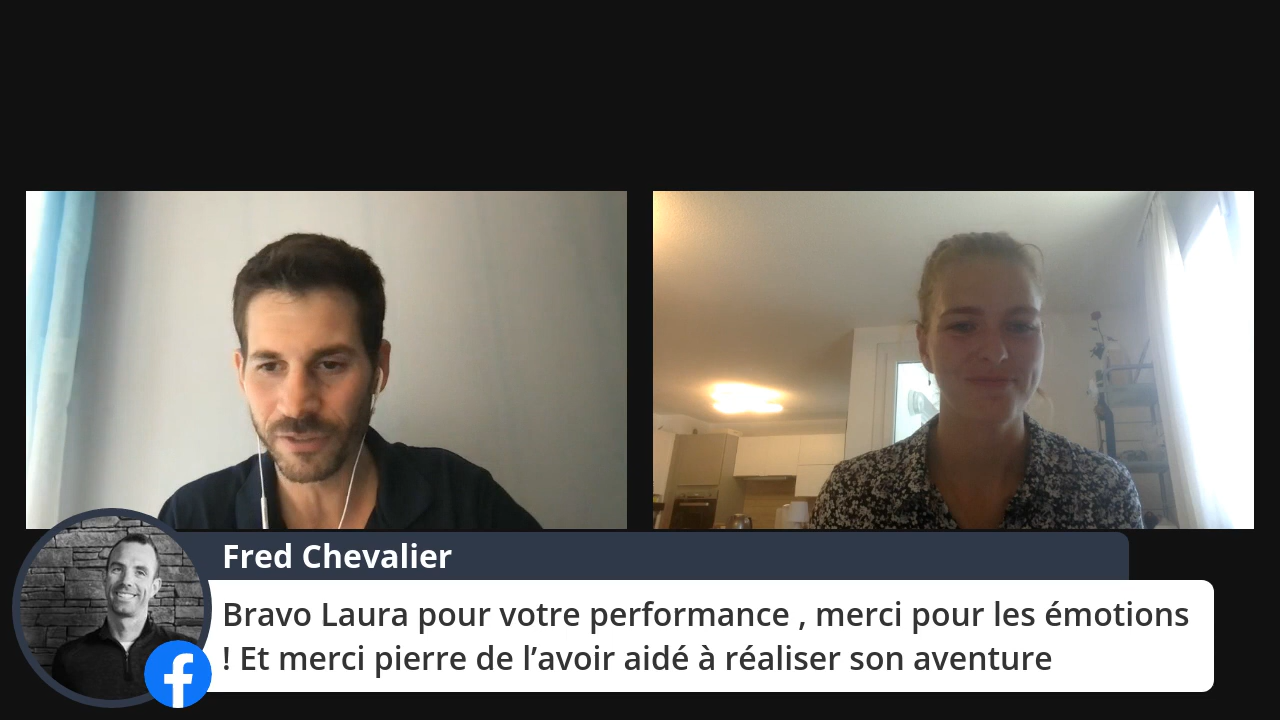 Fred Chevalier
Bravo Laura pour votre performance , merci pour les émotions
! Et merci pierre de l’avoir aidé à réaliser son aventure